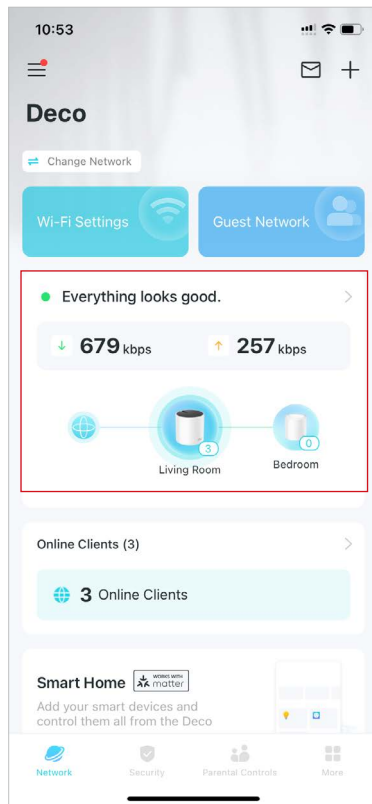 10:53
Deco
Change Network
Wi-Fi Settings
Guest Network
Everything looks good.
679 kbps
257 kbps
3
0
Living Room
Bedroom
Online Clients (3)
3 Online Clients
Smart Home WORKS WITH matter
Add your smart devices and
control them all from the Deco
Network
Security
Parental Controls
More